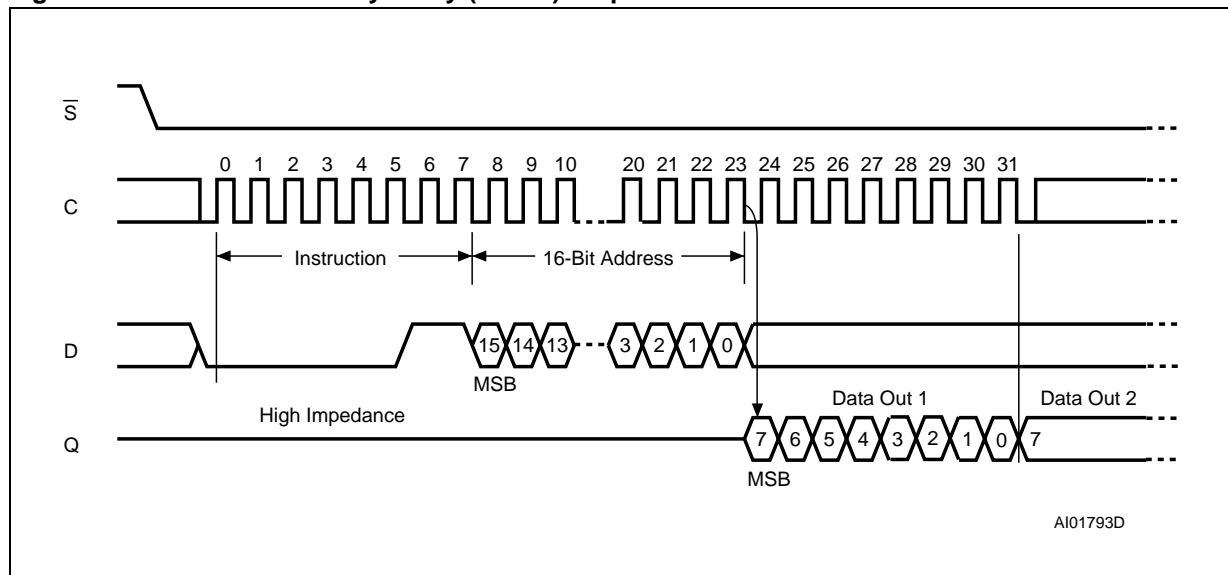 S
0 1 2 3 4 5 6 7 8 9 10 20 21 22 23 24 25 26 27 28 29 30 31
C
Instruction 16-Bit Address
D 15 14 13 3 2 1 0
MSB
High Impedance Data Out 1 Data Out 2
Q 7 6 5 4 3 2 1 0 7
MSB
AI01793D